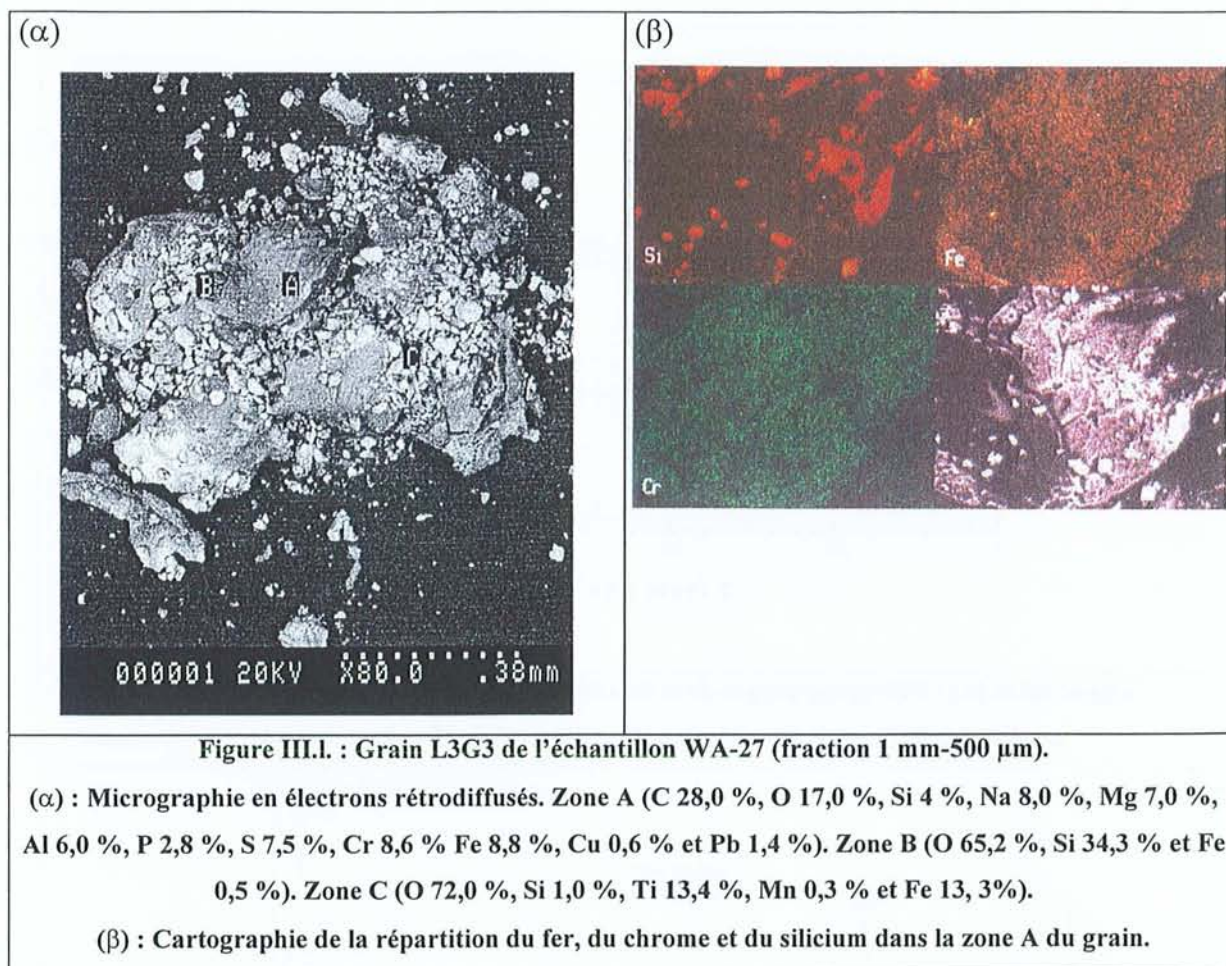 (α)
(β)
B
A
C
000001 20KV X80.0 .38mm
Si
Fe
Cr
Figure III.l. : Grain L3G3 de l'échantillon WA-27 (fraction 1 mm-500 µm).
(α) : Micrographie en électrons rétrodiffusés. Zone A (C 28,0 %, O 17,0 %, Si 4 %, Na 8,0 %, Mg 7,0 %,
Al 6,0 %, P 2,8 %, S 7,5 %, Cr 8,6 % Fe 8,8 %, Cu 0,6 % et Pb 1,4 %). Zone B (O 65,2 %, Si 34,3 % et Fe
0,5 %). Zone C (O 72,0 %, Si 1,0 %, Ti 13,4 %, Mn 0,3 % et Fe 13, 3%).
(β) : Cartographie de la répartition du fer, du chrome et du silicium dans la zone A du grain.